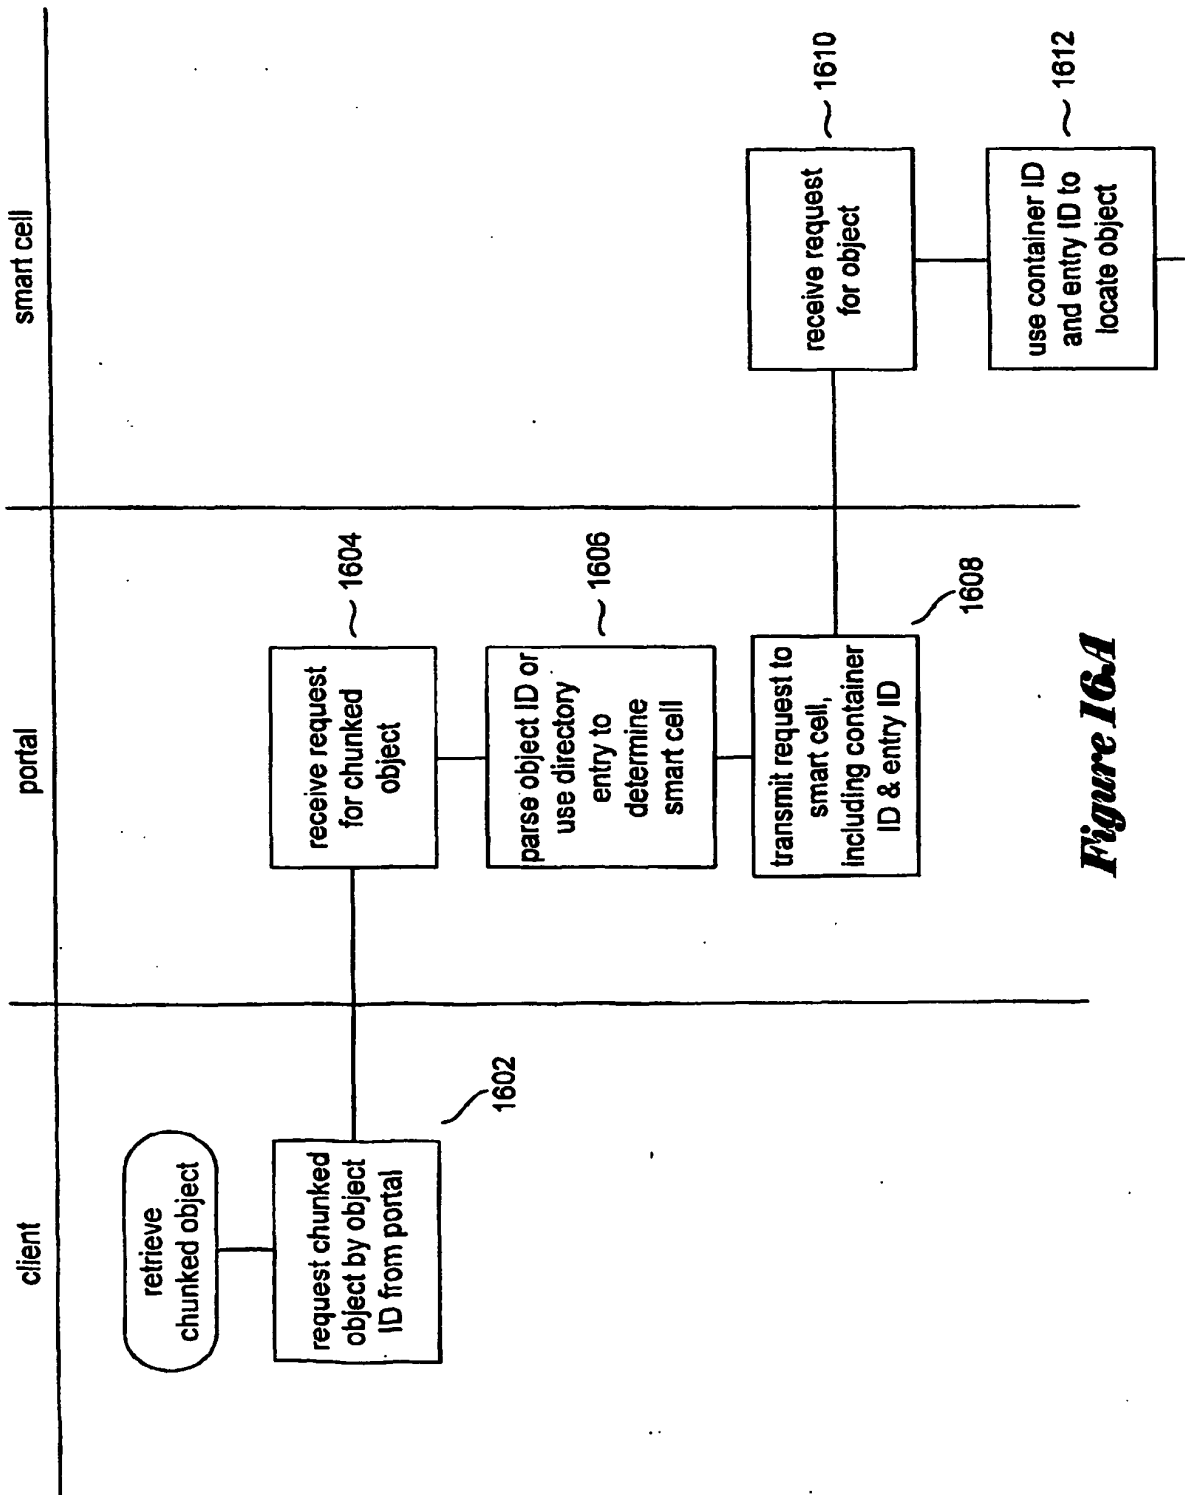 client
portal
smart cell
retrieve
chunked object
request chunked
object by object
ID from portal
1602
receive request
for chunked
object
1604
parse object ID or
use directory
entry to
determine
smart cell
1606
transmit request to
smart cell,
including container
ID & entry ID
1608
receive request
for object
1610
use container ID
and entry ID to
locate object
1612
Figure 16A